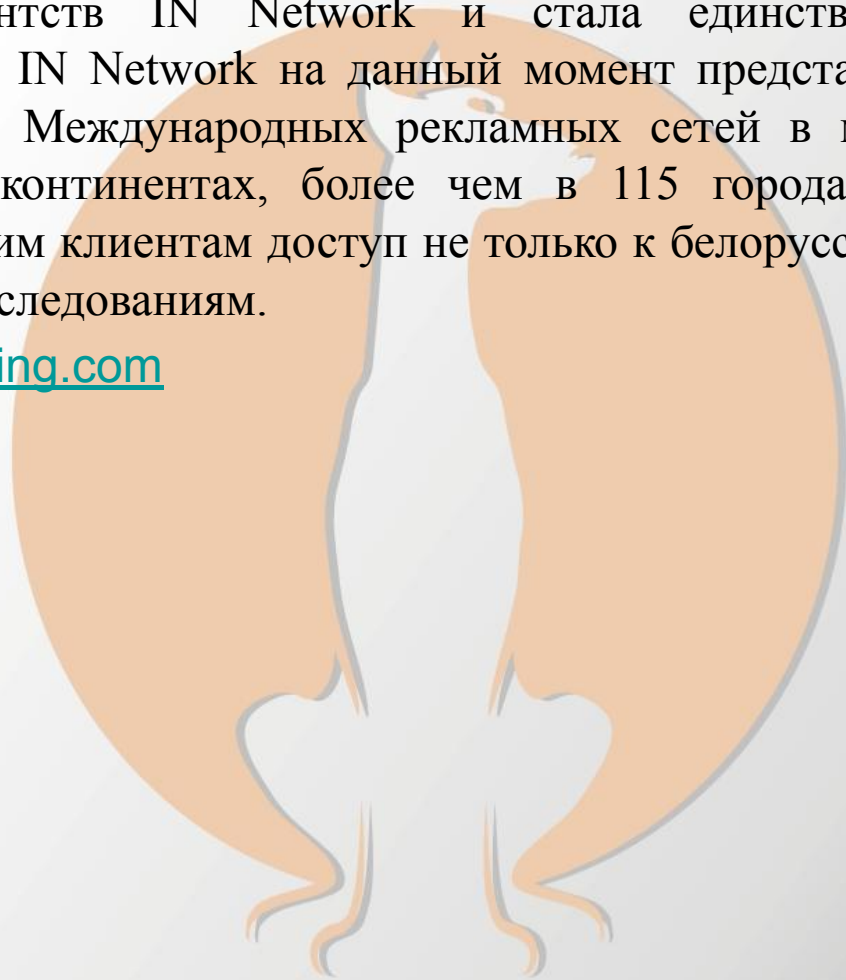 нтств IN Network и стала единств
IN Network на данный момент предста
Международных рекламных сетей в м
континентах, более чем в 115 города
им клиентам доступ не только к белорусс
следованиям.
ing.com